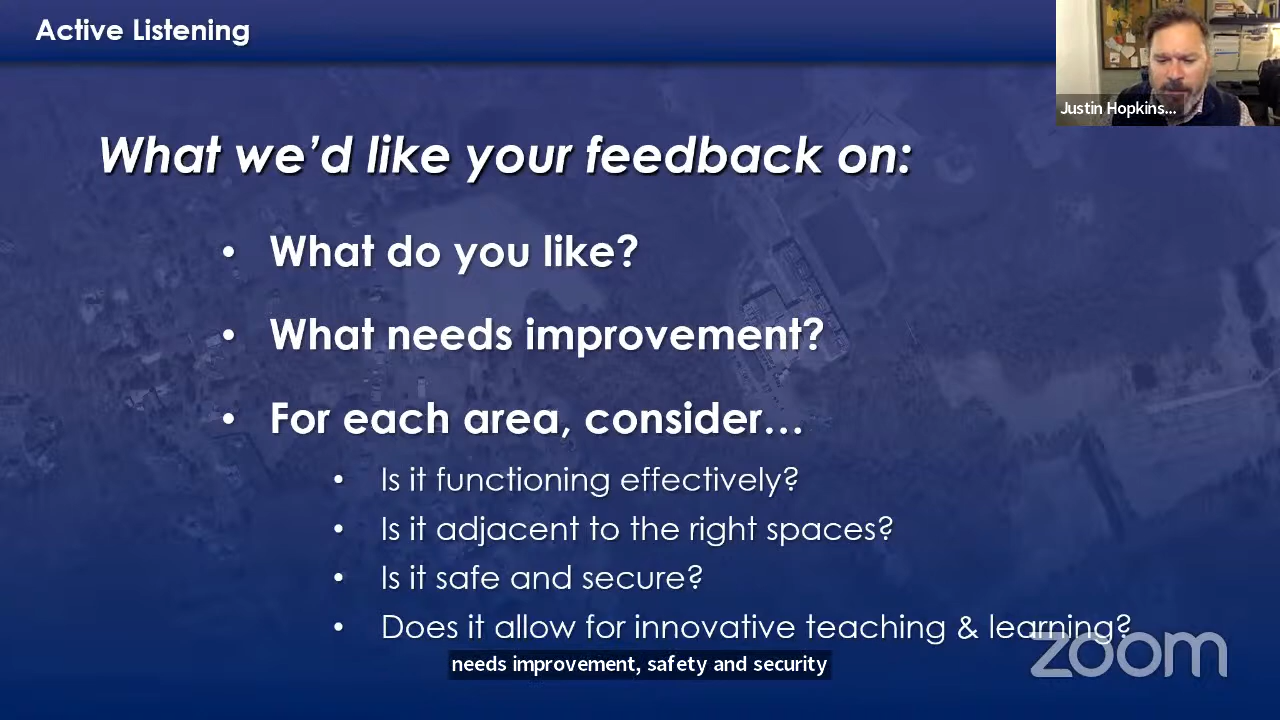 Active Listening
Justin Hopkins...
What we'd like your feedback on:
• What do you like?
• What needs improvement?
• For each area, consider...
• Is it functioning effectively?
• Is it adjacent to the right spaces?
• Is it safe and secure?
• Does it allow for innovative teaching & learning?
needs improvement, safety and security
zoom